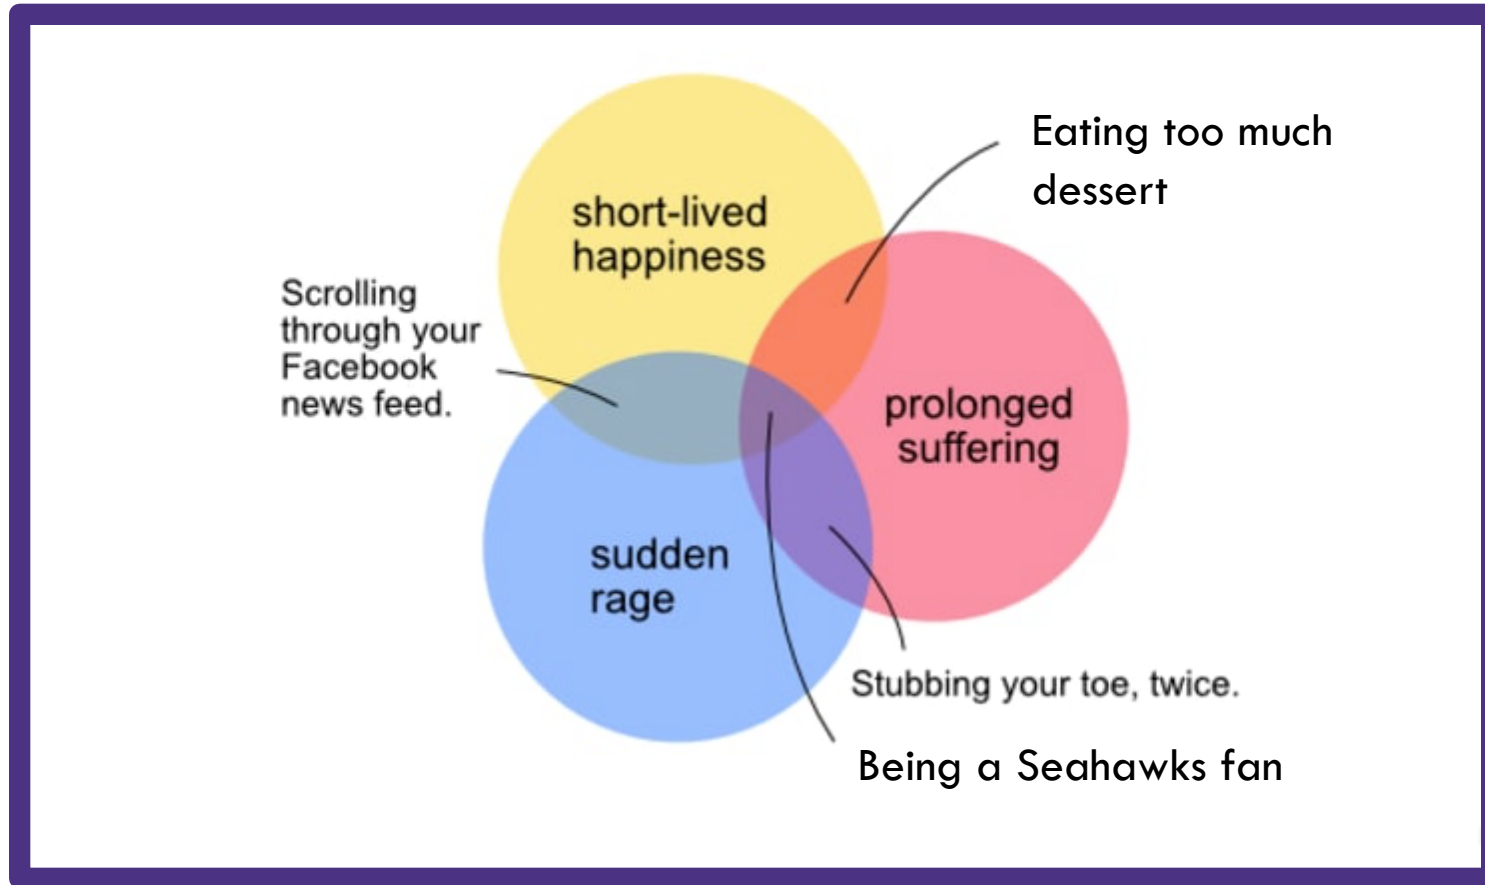 Eating too much
dessert
short-lived
happiness
Scrolling
through your
Facebook
news feed.
prolonged
suffering
sudden
rage
Stubbing your toe, twice.
Being a Seahawks fan